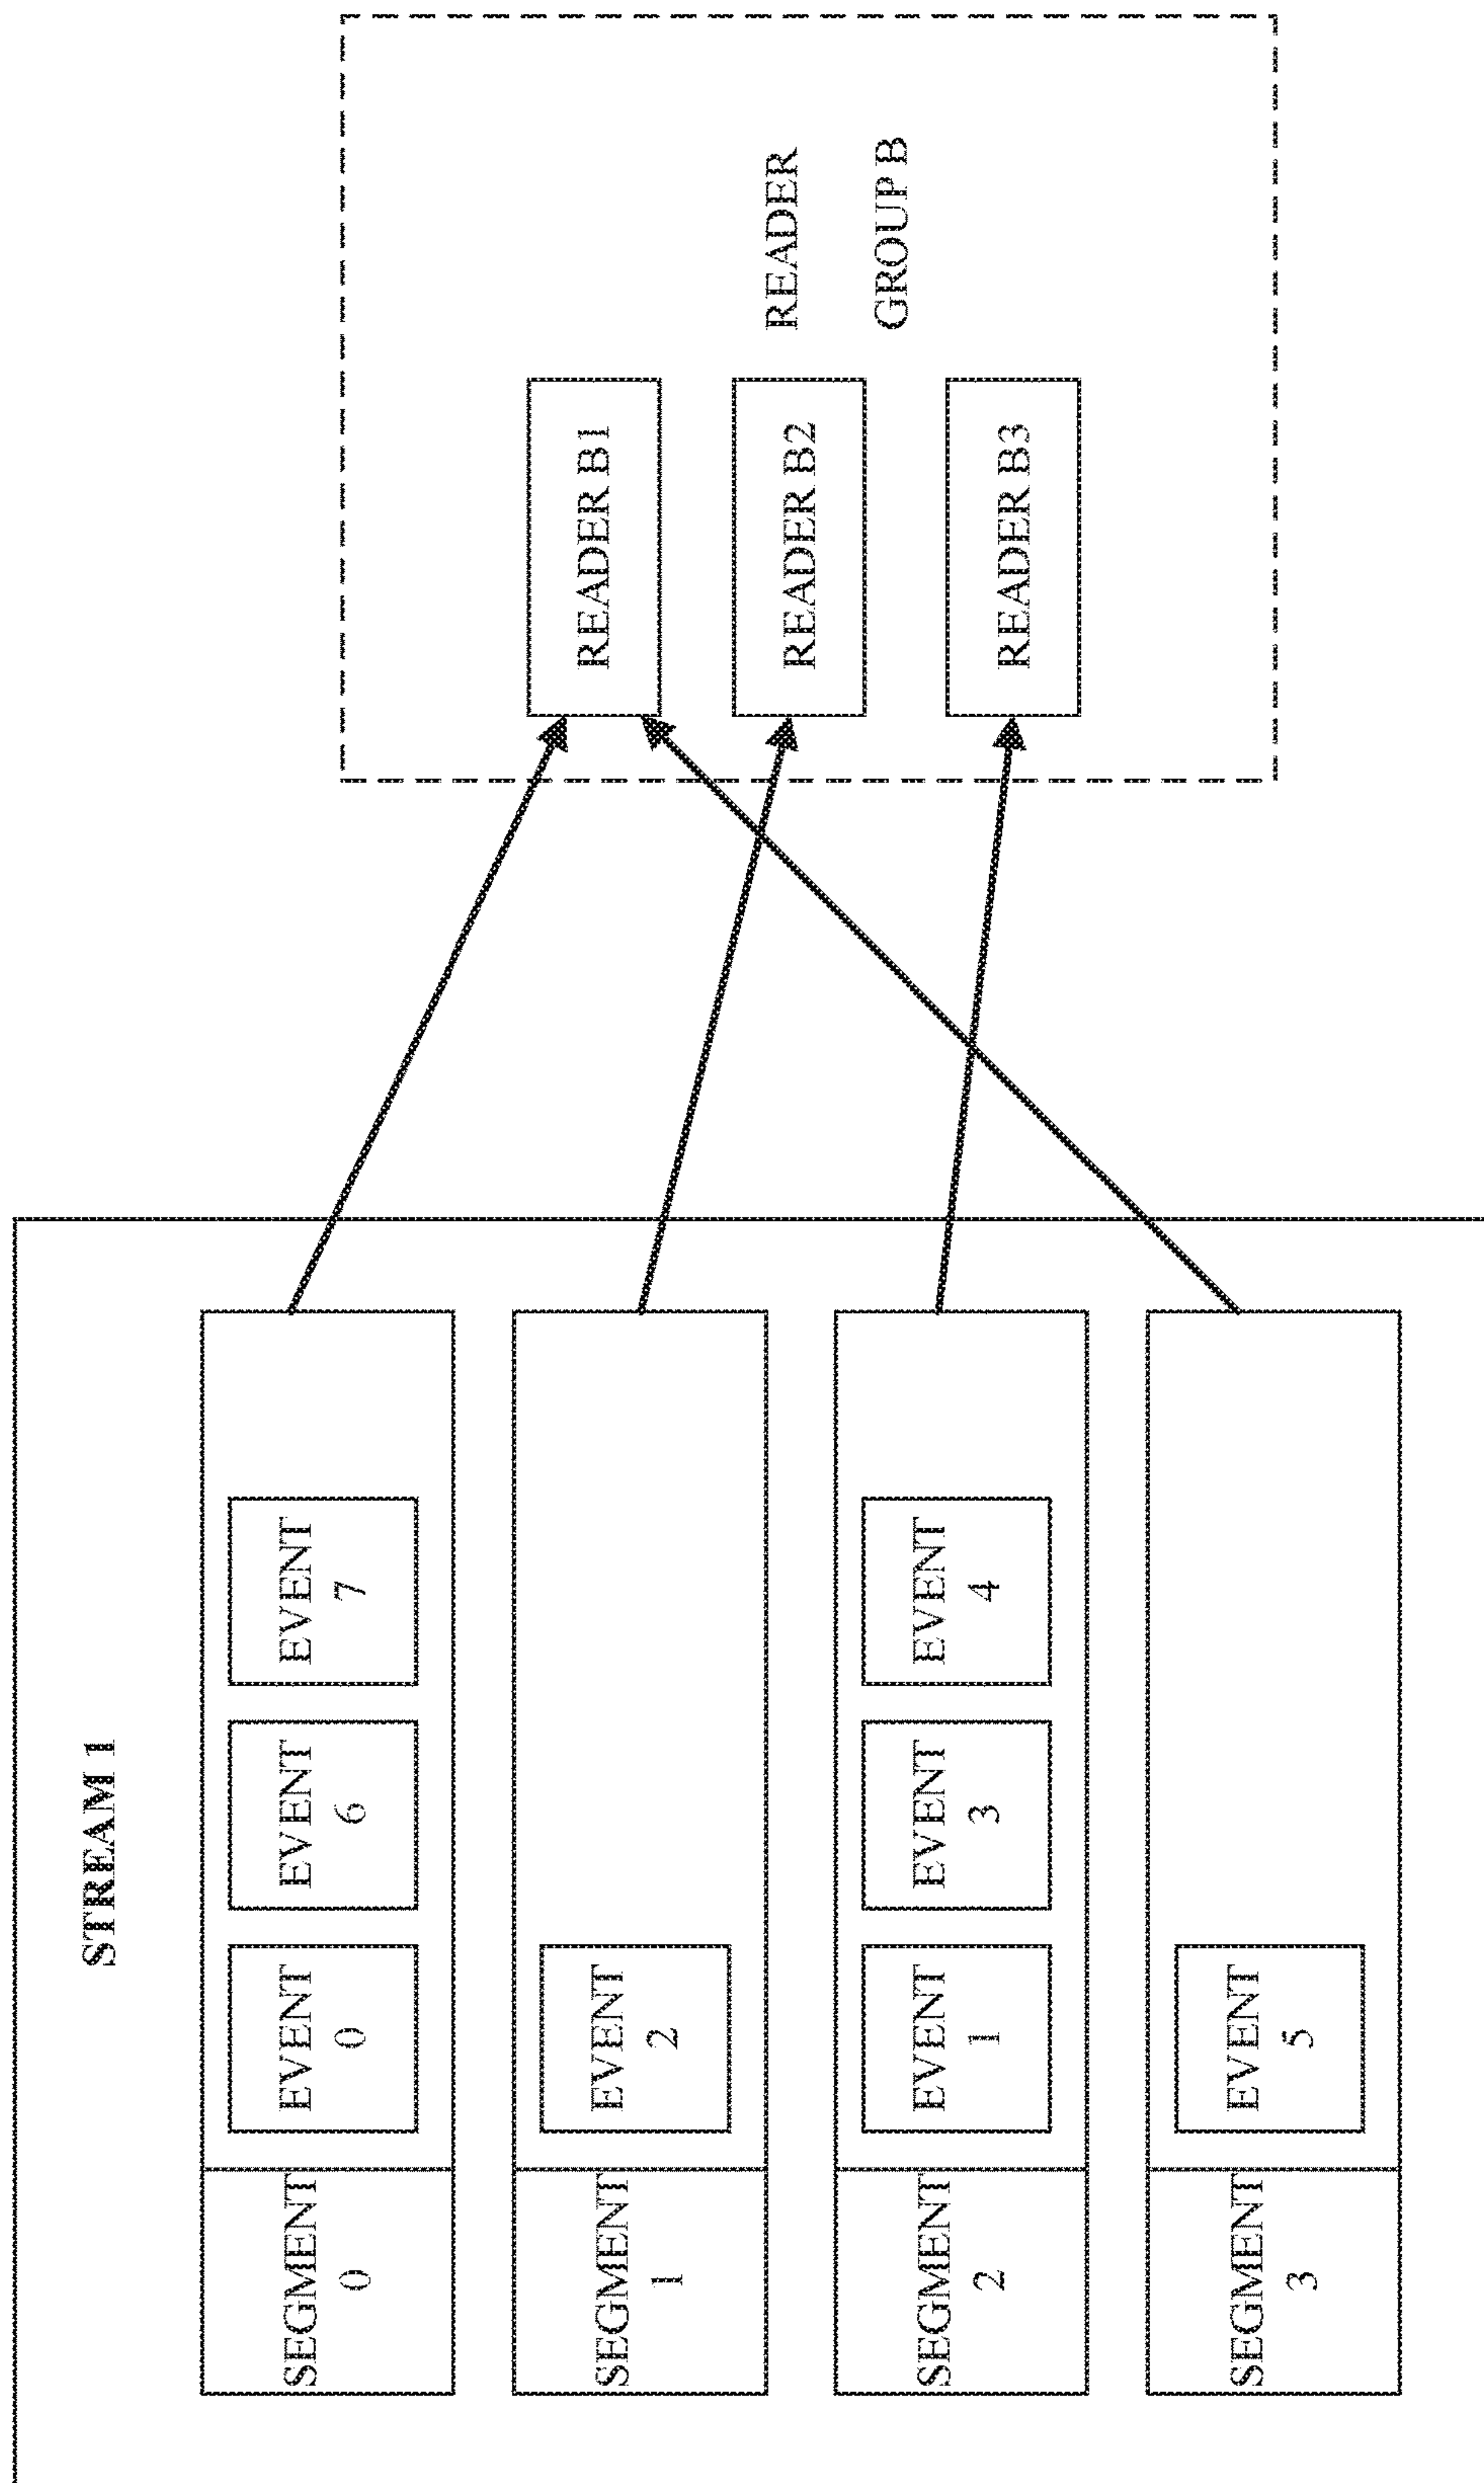 STREAM 1
SEGMENT
0
EVENT
0
EVENT
6
EVENT
7
SEGMENT
1
EVENT
2
SEGMENT
2
EVENT
1
EVENT
3
EVENT
4
SEGMENT
3
EVENT
5
READER B1
READER B2
READER B3
READER
GROUP B